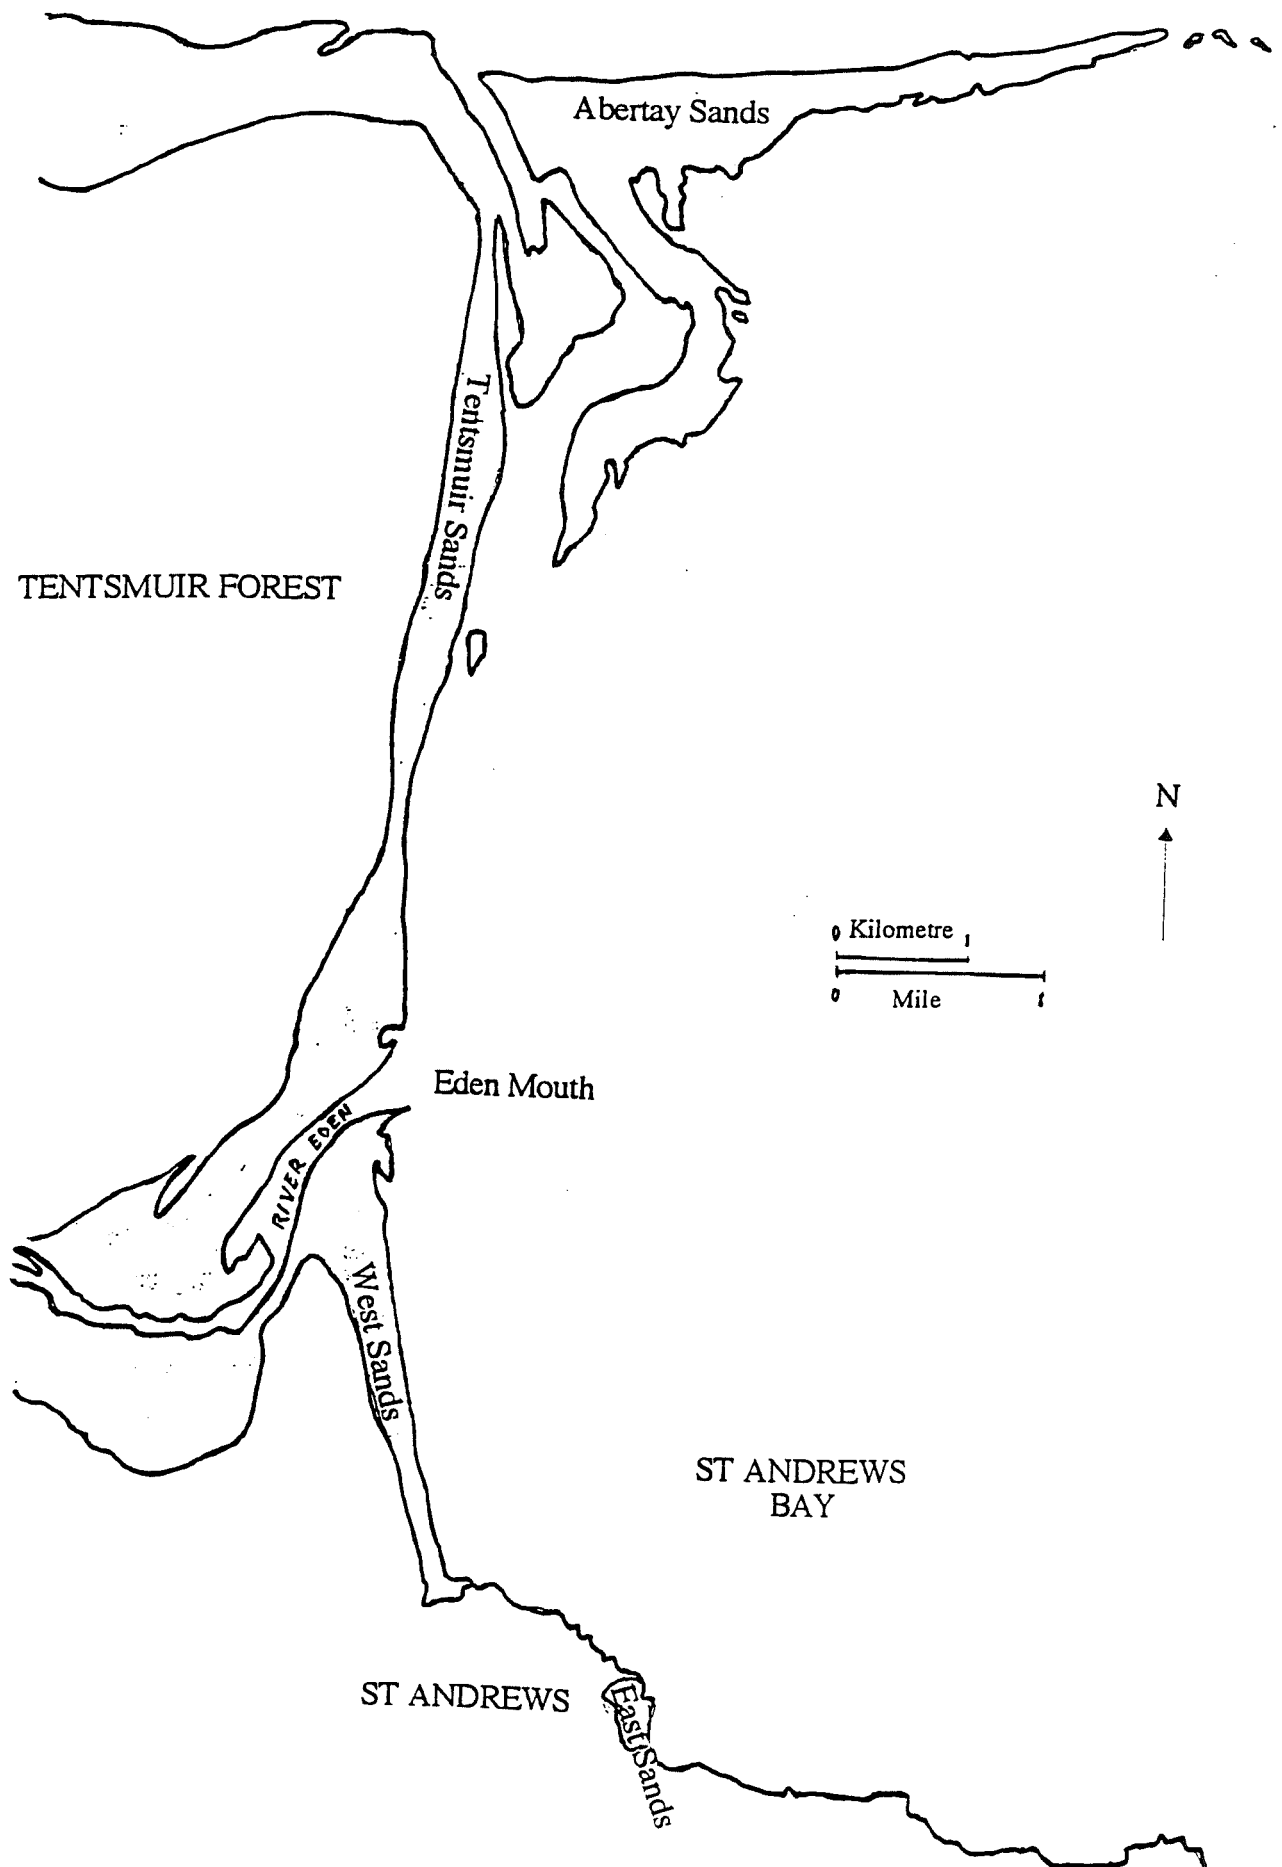 Abertay Sands
Tentsmuir Sands
TENTSMUIR FOREST
N
0 Kilometre 1
0 Mile 1
Eden Mouth
RIVER EDEN
West Sands
ST ANDREWS
BAY
ST ANDREWS
East Sands